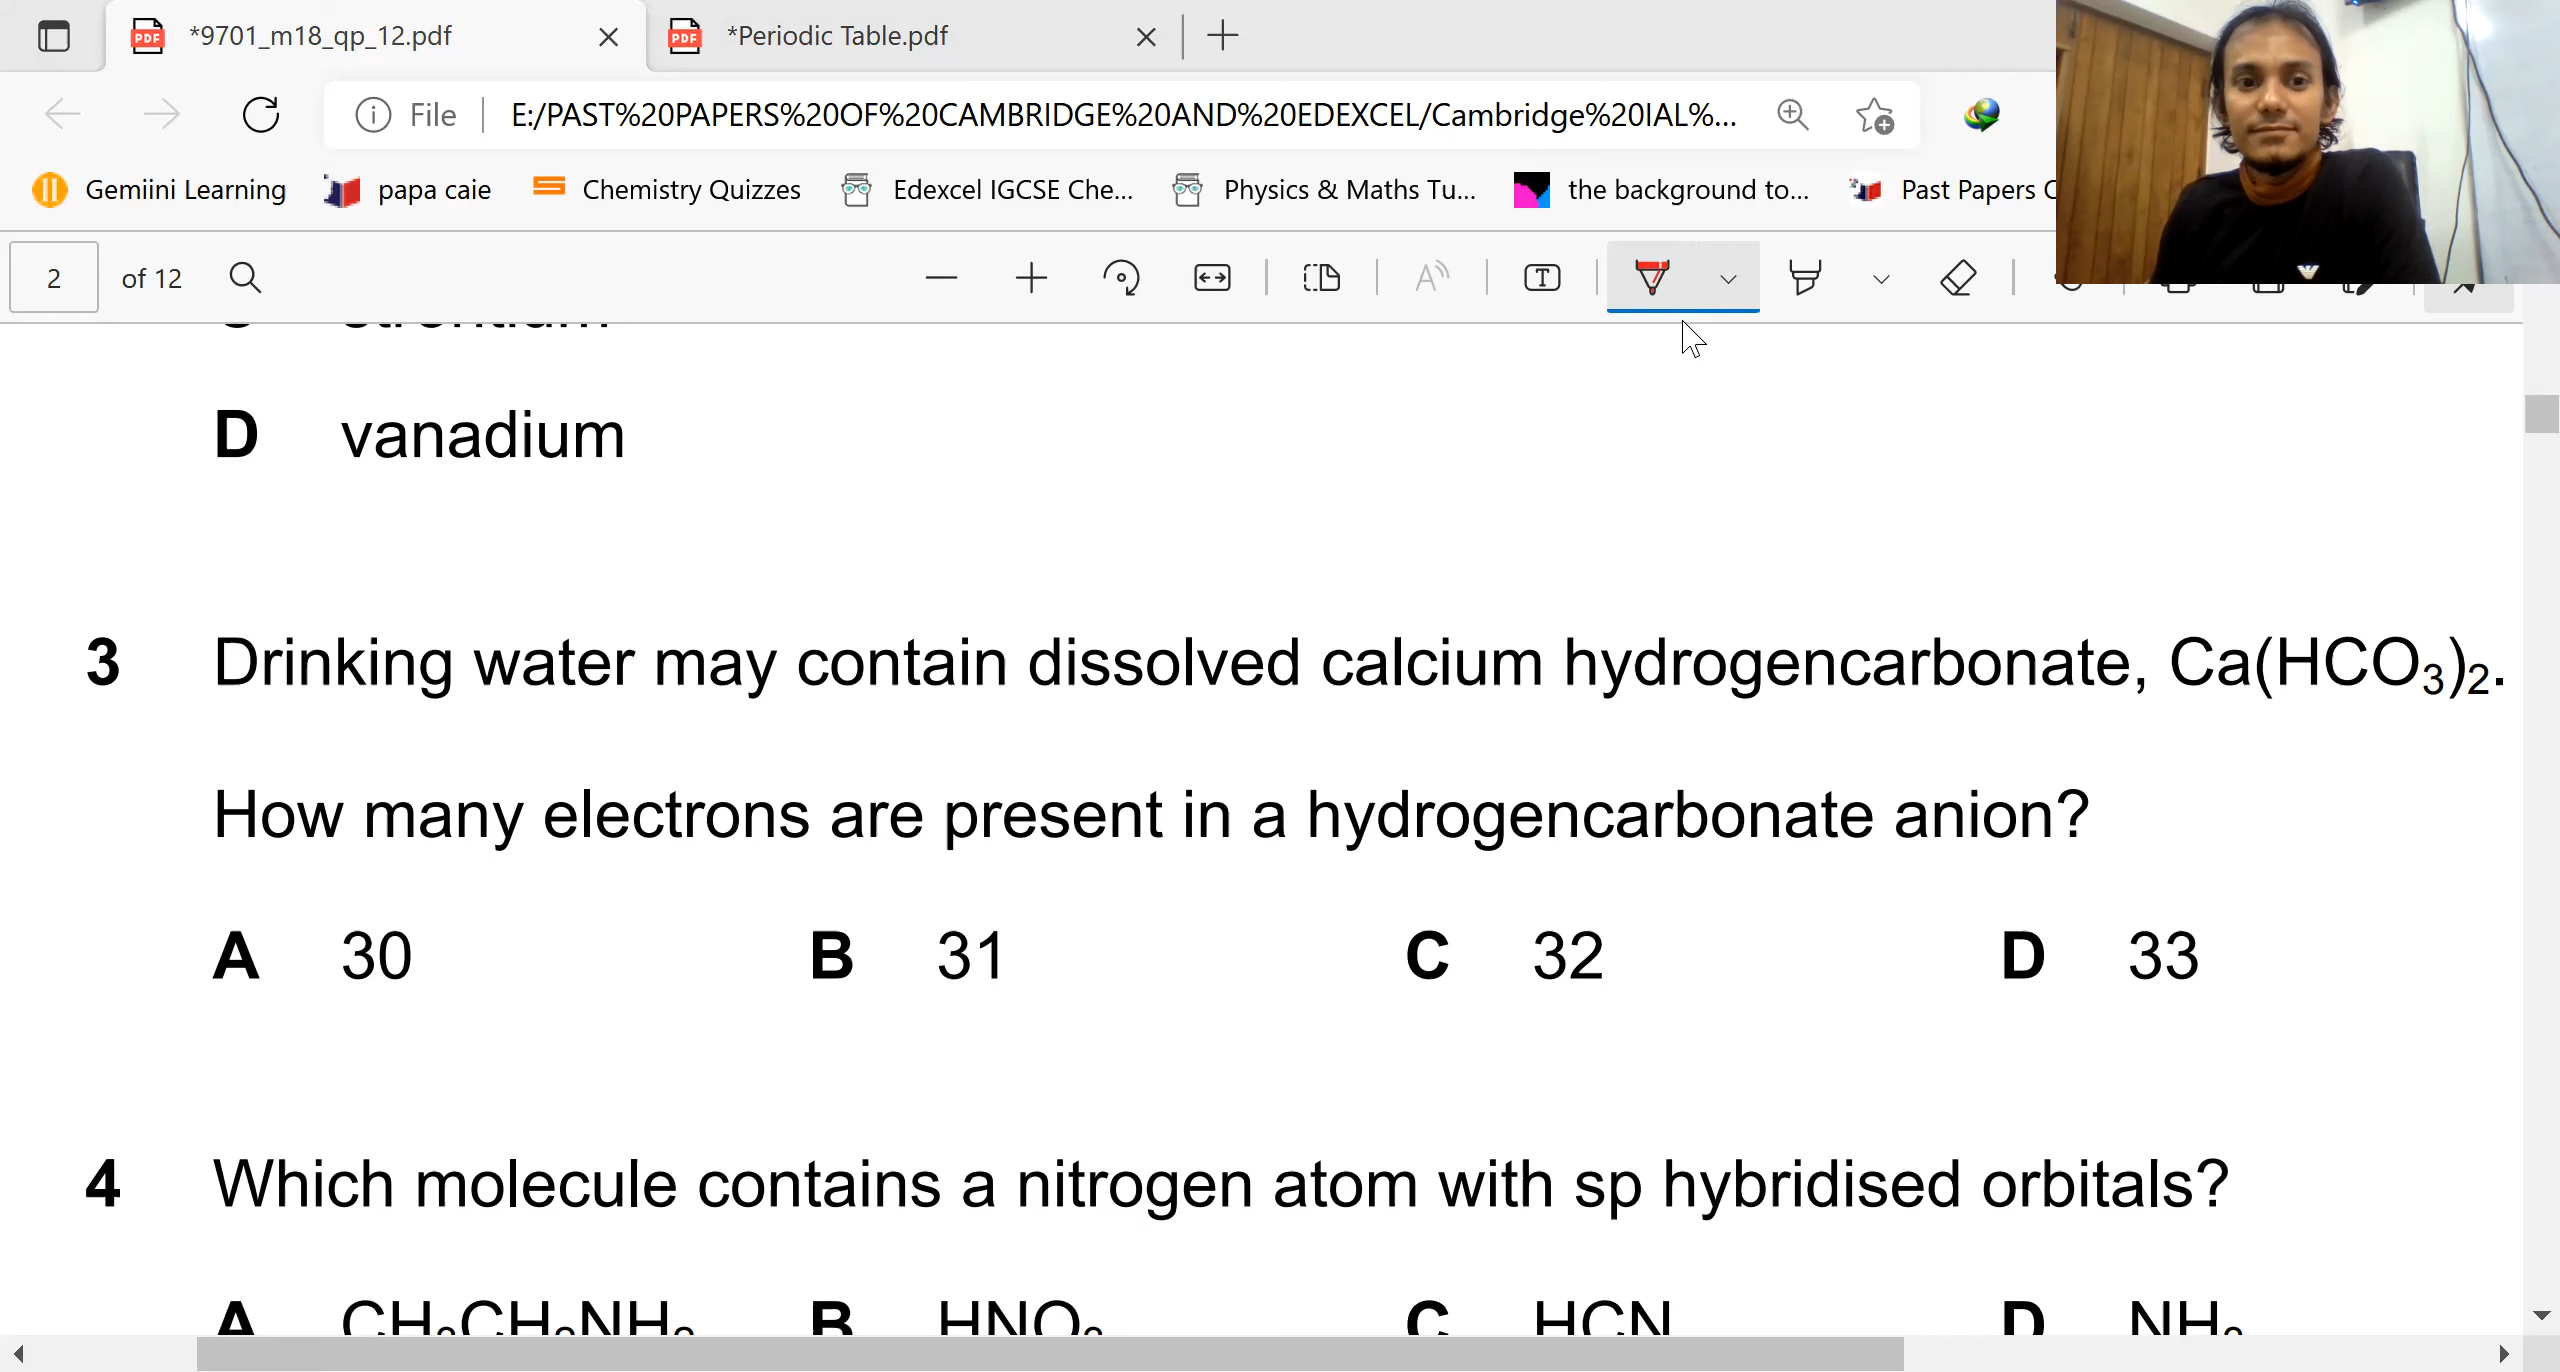 *9701_m18_qp_12.pdf
*Periodic Table.pdf
File E:/PAST%20PAPERS%20OF%20CAMBRIDGE%20AND%20EDEXCEL/Cambridge%20IAL%...
Gemiini Learning papa caie Chemistry Quizzes Edexcel IGCSE Che... Physics & Maths Tu... the background to... Past Papers
2 of 12
D vanadium
3 Drinking water may contain dissolved calcium hydrogencarbonate, Ca(HCO₃)₂.
How many electrons are present in a hydrogencarbonate anion?
A 30 B 31 C 32 D 33
4 Which molecule contains a nitrogen atom with sp hybridised orbitals?
A B C HCN D